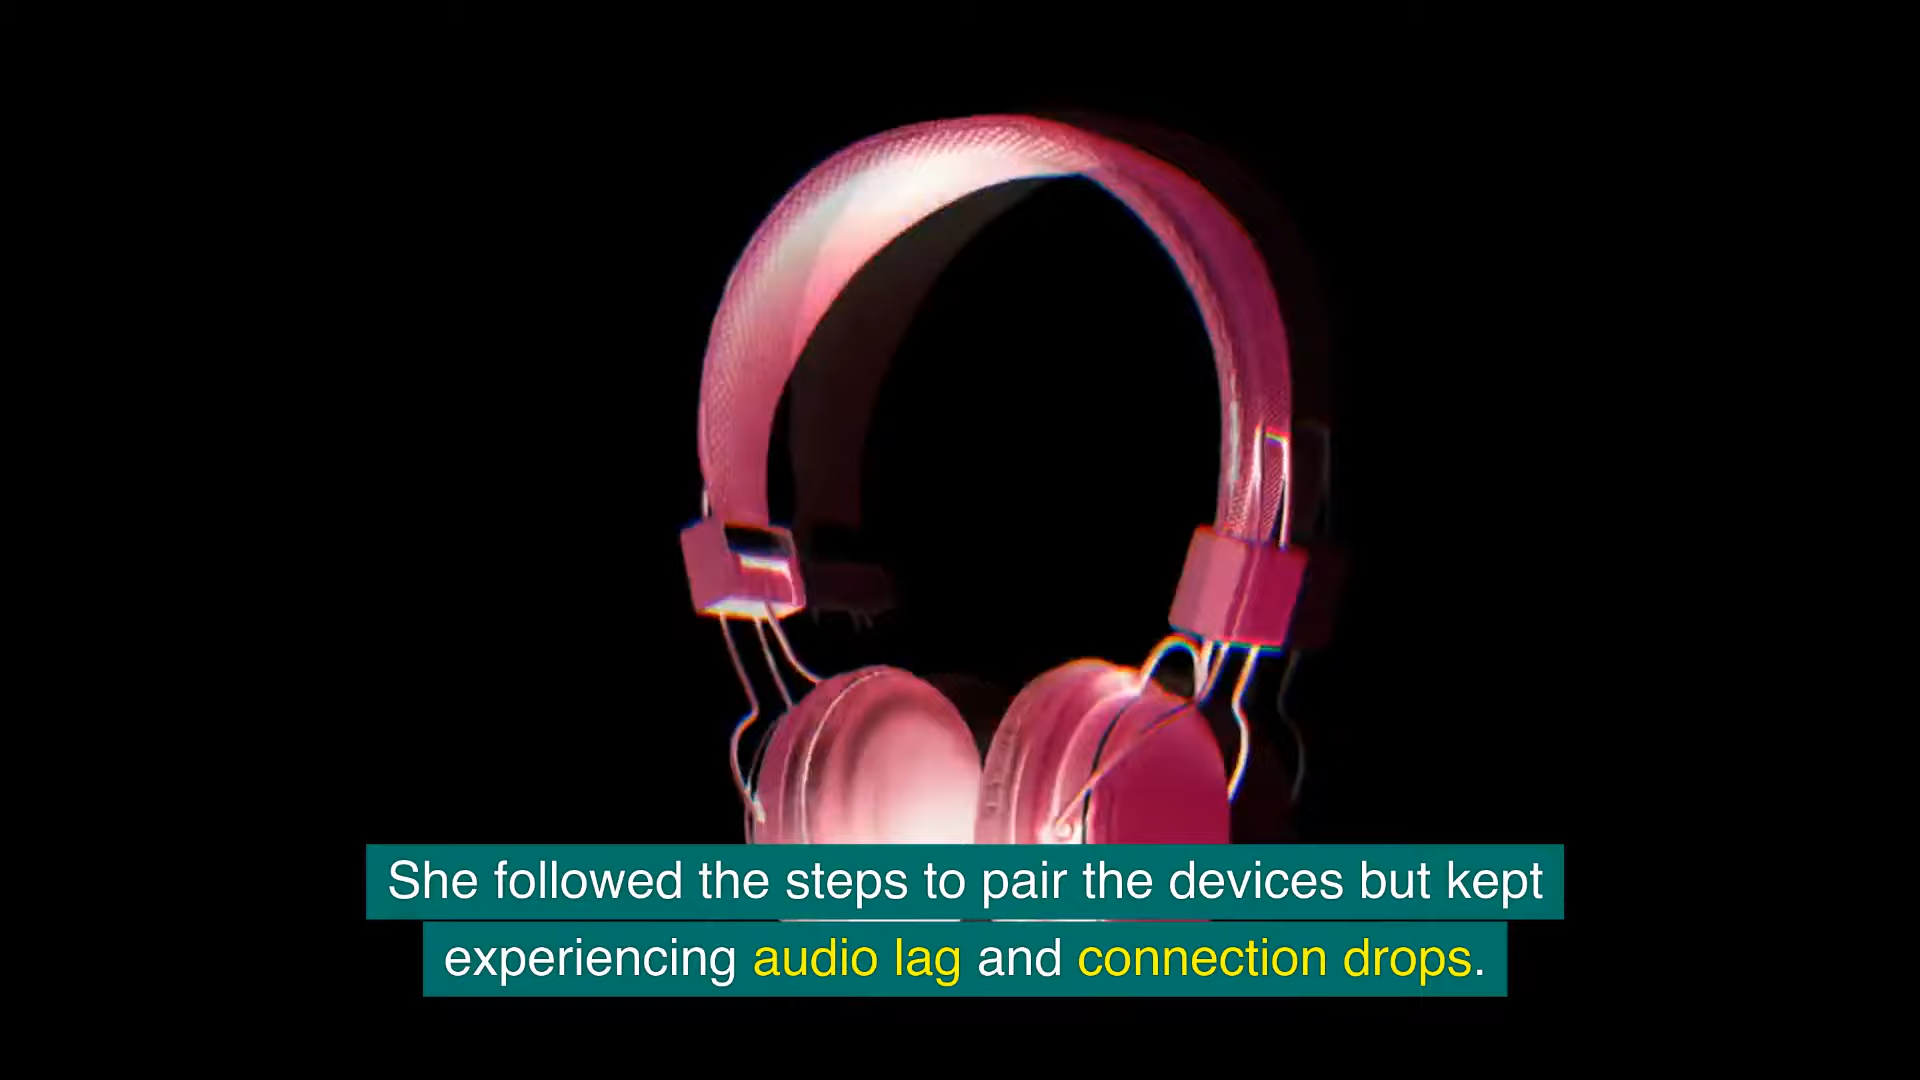 She followed the steps to pair the devices but kept
experiencing audio lag and connection drops.